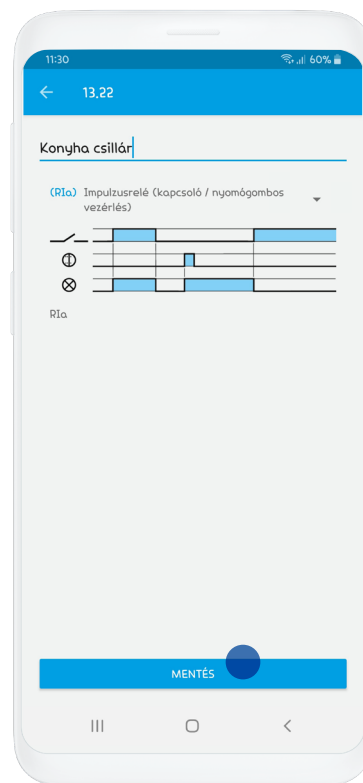 11:30 60%
13.22
Konyha csillár
(RIa) Impulzusrelé (kapcsoló / nyomógombos
vezérlés)
RIa
MENTÉS